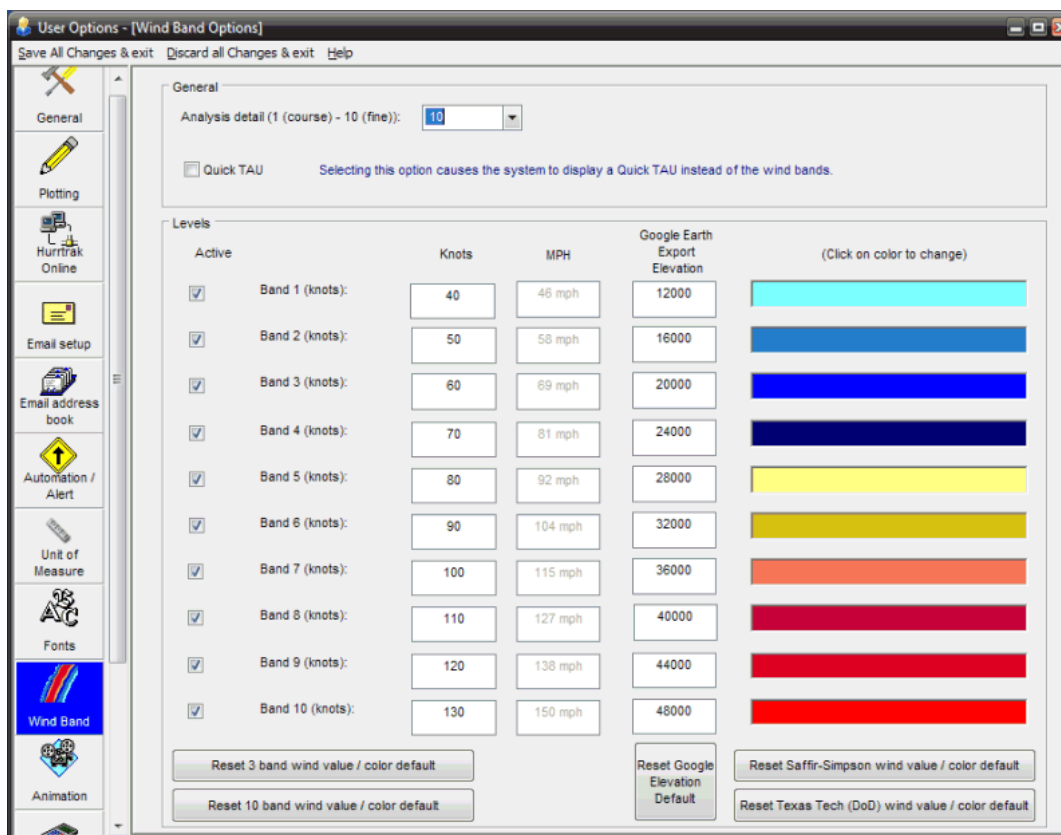 User Options - [Wind Band Options]
Save All Changes & exit Discard all Changes & exit Help
General
Plotting
Hurrtrak
Online
Email setup
Email address
book
Automation /
Alert
Unit of
Measure
Fonts
Wind Band
Animation
General
Analysis detail (1 (course) - 10 (fine)): 10
Quick TAU Selecting this option causes the system to display a Quick TAU instead of the wind bands.
Levels
Active Knots MPH Google Earth Export Elevation (Click on color to change)
Band 1 (knots): 40 46 mph 12000
Band 2 (knots): 50 58 mph 16000
Band 3 (knots): 60 69 mph 20000
Band 4 (knots): 70 81 mph 24000
Band 5 (knots): 80 92 mph 28000
Band 6 (knots): 90 104 mph 32000
Band 7 (knots): 100 115 mph 36000
Band 8 (knots): 110 127 mph 40000
Band 9 (knots): 120 138 mph 44000
Band 10 (knots): 130 150 mph 48000
Reset 3 band wind value / color default
Reset 10 band wind value / color default
Reset Google
Elevation
Default
Reset Saffir-Simpson wind value / color default
Reset Texas Tech (DoD) wind value / color default